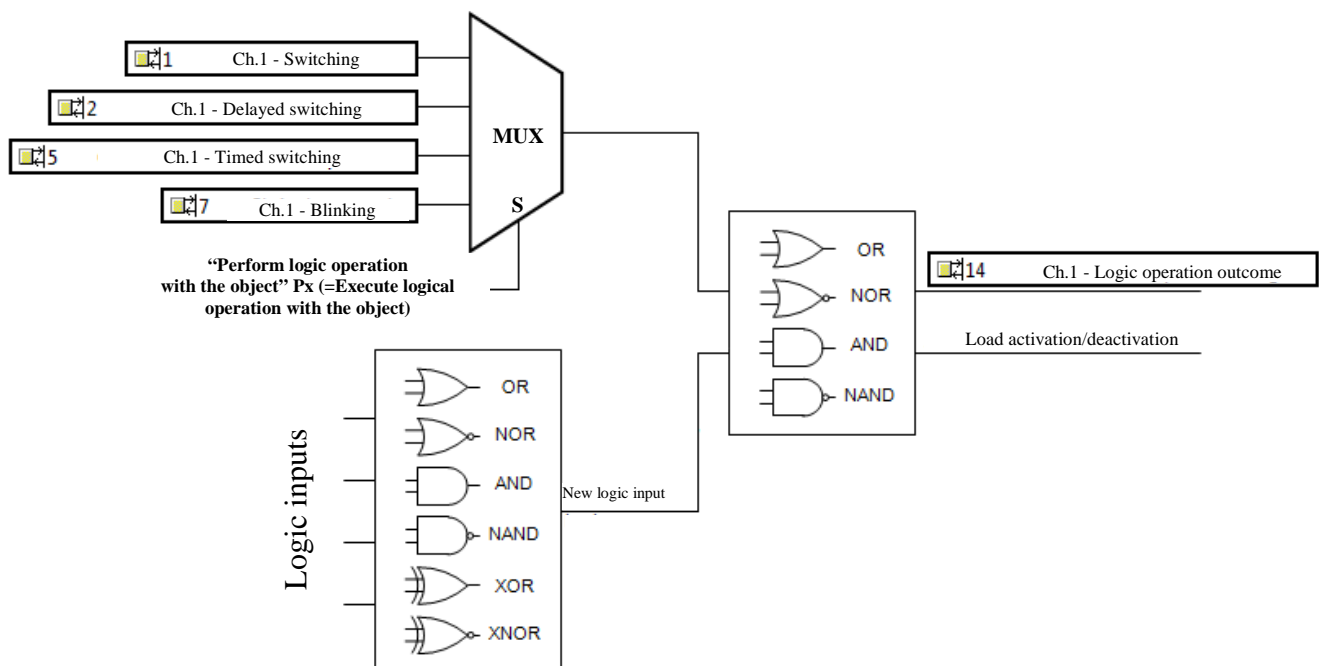 1 Ch.1 - Switching
2 Ch.1 - Delayed switching
5 Ch.1 - Timed switching
7 Ch.1 - Blinking
MUX
S
“Perform logic operation
with the object” Px (=Execute logical
operation with the object)
OR
NOR
AND
NAND
14 Ch.1 - Logic operation outcome
Load activation/deactivation
Logic inputs
OR
NOR
AND
NAND
XOR
XNOR
New logic input